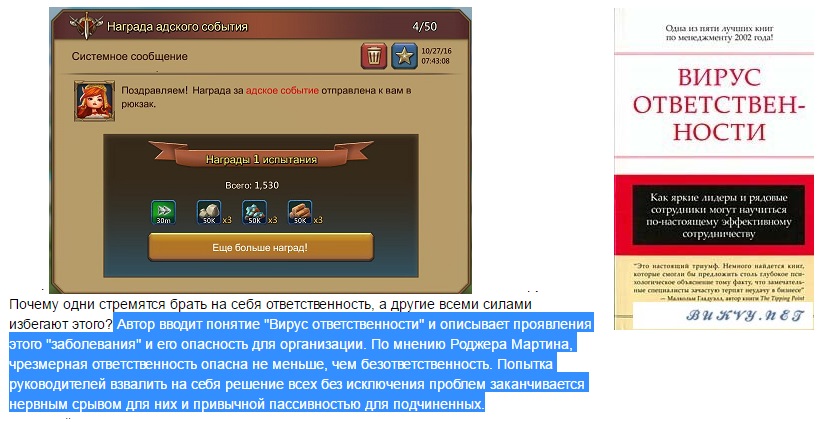 Награда адского события
4/50
Системное сообщение
10/27/16
07:43:08
Поздравляем! Награда за адское событие отправлена к вам в
рюкзак.
Награды 1 испытания
Всего: 1,530
30m
50K x3
50K x3
50K x3
Еще больше наград!
Почему одни стремятся брать на себя ответственность, а другие всеми силами
избегают этого? Автор вводит понятие "Вирус ответственности" и описывает проявления
этого "заболевания" и его опасность для организации. По мнению Роджера Мартина,
чрезмерная ответственность опасна не меньше, чем безответственность. Попытка
руководителей взвалить на себя решение всех без исключения проблем заканчивается
нервным срывом для них и привычной пассивностью для подчиненных.
Одна из пяти лучших книг
по менеджменту 2002 года!
ВИРУС
ОТВЕТСТВЕН-
НОСТИ
Как яркие лидеры и рядовые
сотрудники могут научиться
по-настоящему эффективному
сотрудничеству
"Это настоящий триумф. Немного найдется книг,
которые смогли бы предложить столь глубокое пси-
хологическое объяснение тому факту, что замечатель-
ные специалисты зачастую терпят неудачу в бизнесе"
— Малкольм Гладуэлл, автор книги The Tipping Point
BUKVY.NET